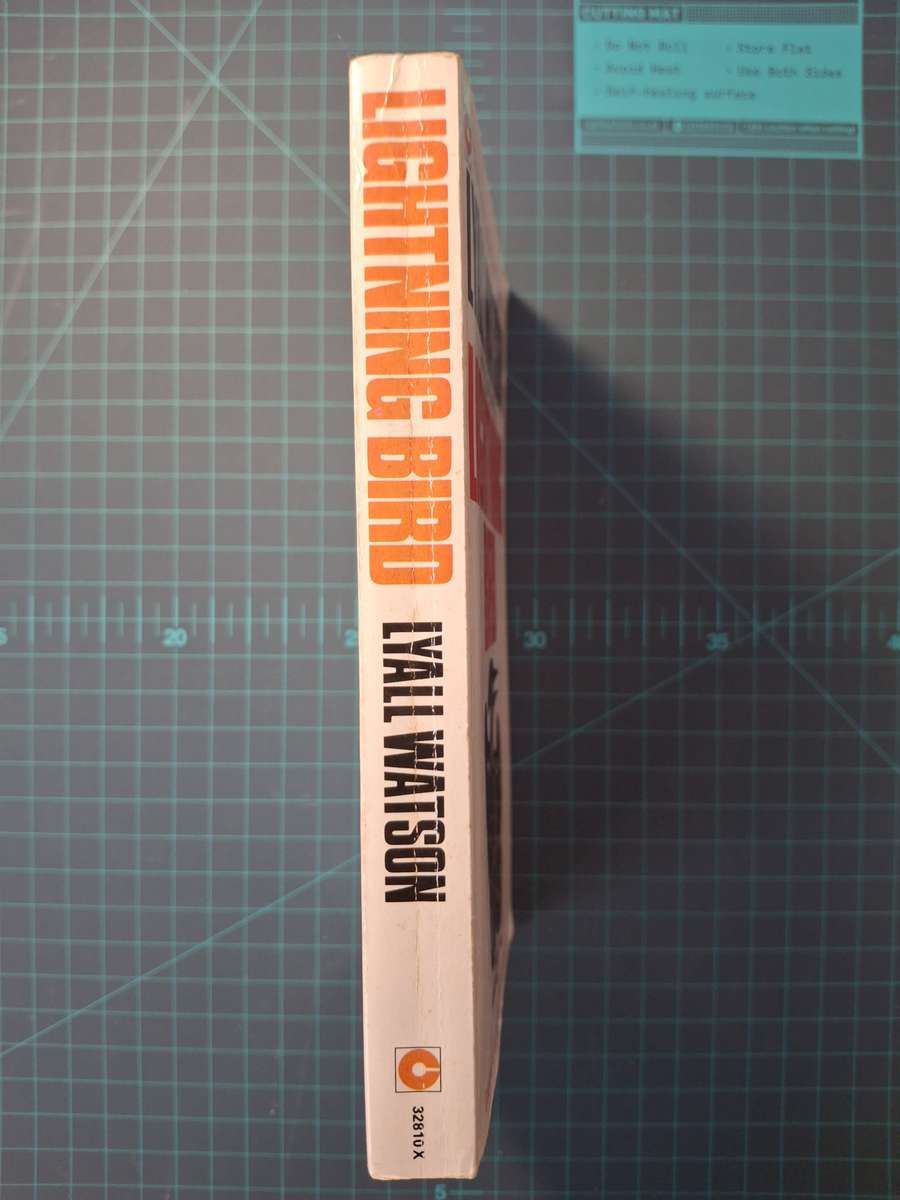 CUTTING MAT
- Do Not Roll
- Store Flat
- Avoid Heat
- Use Both Sides
- Self-healing surface
LIGHTNING BIRD
LYALL WATSON
32810 X
20
30
35
5